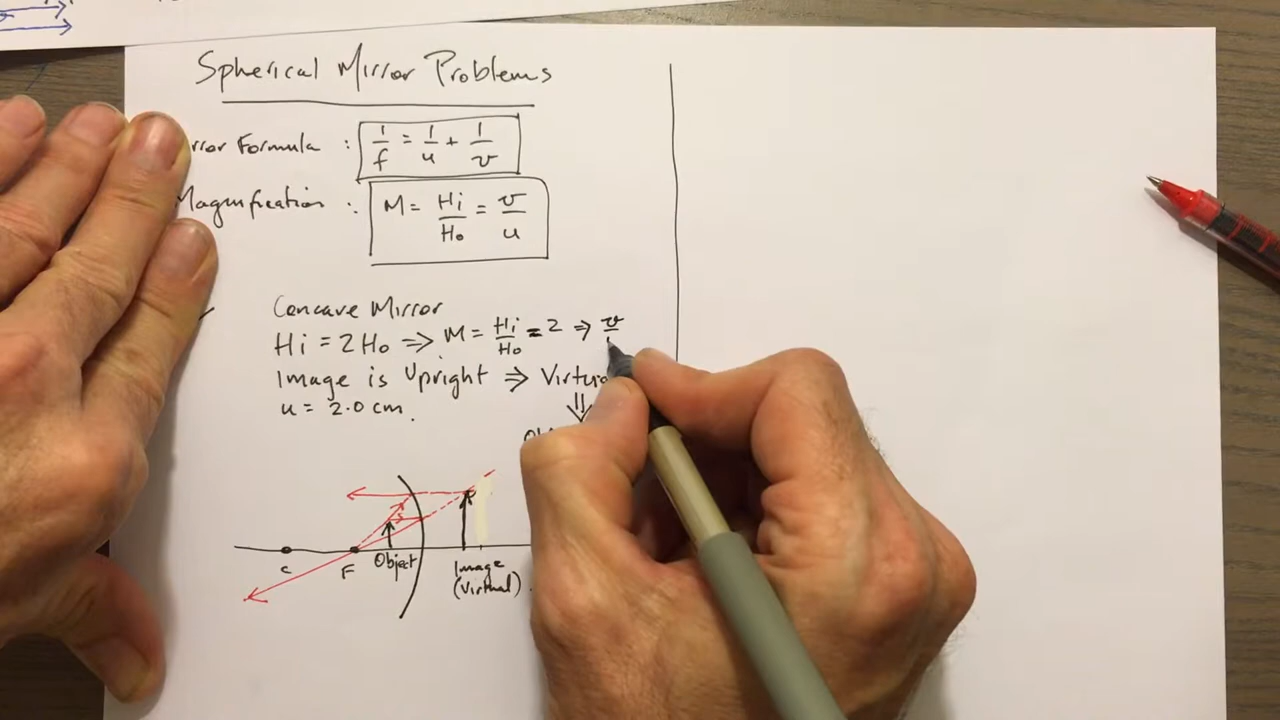 Spherical Mirror Problems
rror Formula : 1/f = 1/u + 1/v
Magnification : M = Hi/Ho = v/u
Concave Mirror
Hi = 2Ho ⇒ M = Hi/Ho = 2 ⇒ v
Image is Upright ⇒
u = 2.0 cm.
C
F
Object
Image
(Virtual)